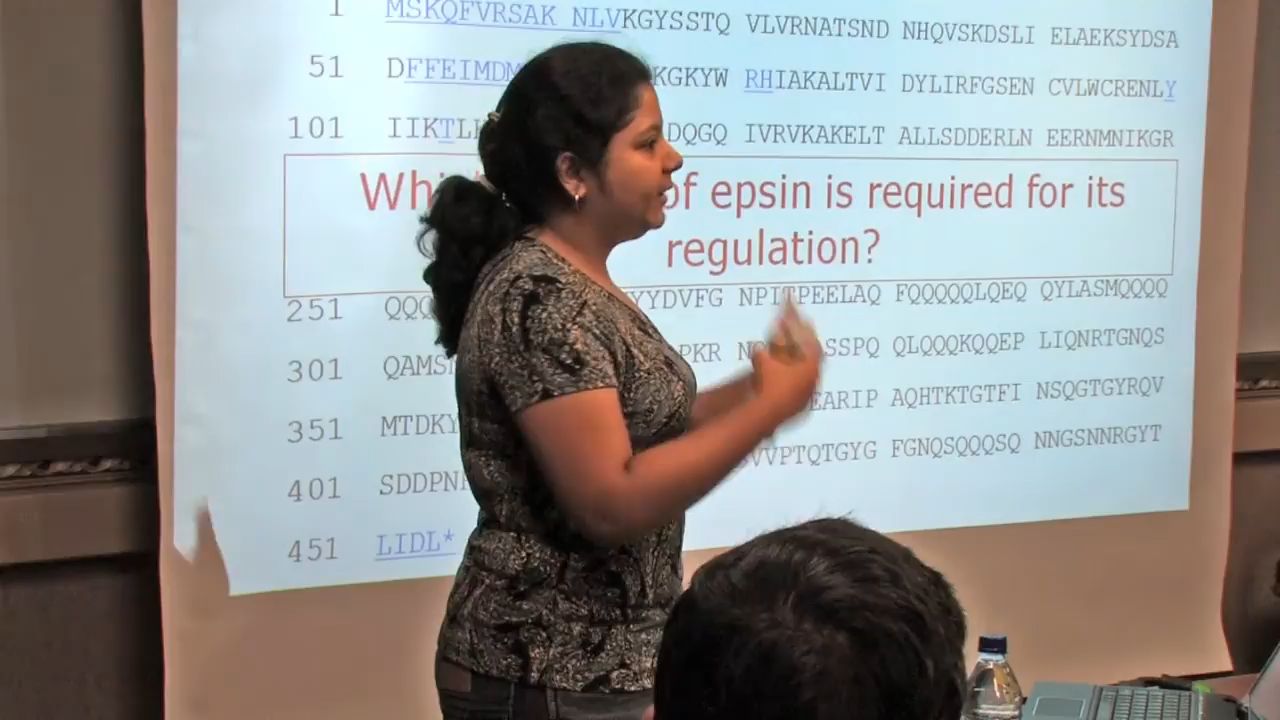 1 MSKQFVRSAK NLVKGYSSTQ VLVRNATSND NHQVSKDSLI ELAEKSYDSA
51 DFFEIMDM KGKYW RHIAKALTVI DYLIRFGSEN CVLWCRENLY
101 IIKTL DQGQ IVRVKAKELT ALLSDDERLN EERNMNIKGR
of epsin is required for its
regulation?
251 QQQ YYDVFG NPITPEELAQ FQQQQLQEQ QYLASMQQQQ
301 QAMS PKR SSPQ QLQQQKQQEP LIQNRTGNQS
351 MTDKY EARIP AQHTKTGTFI NSQGTGYRQV
401 SDDPN VVPTQTGYG FGNQSQQQSQ NNGSNNRGYT
451 LIDL*